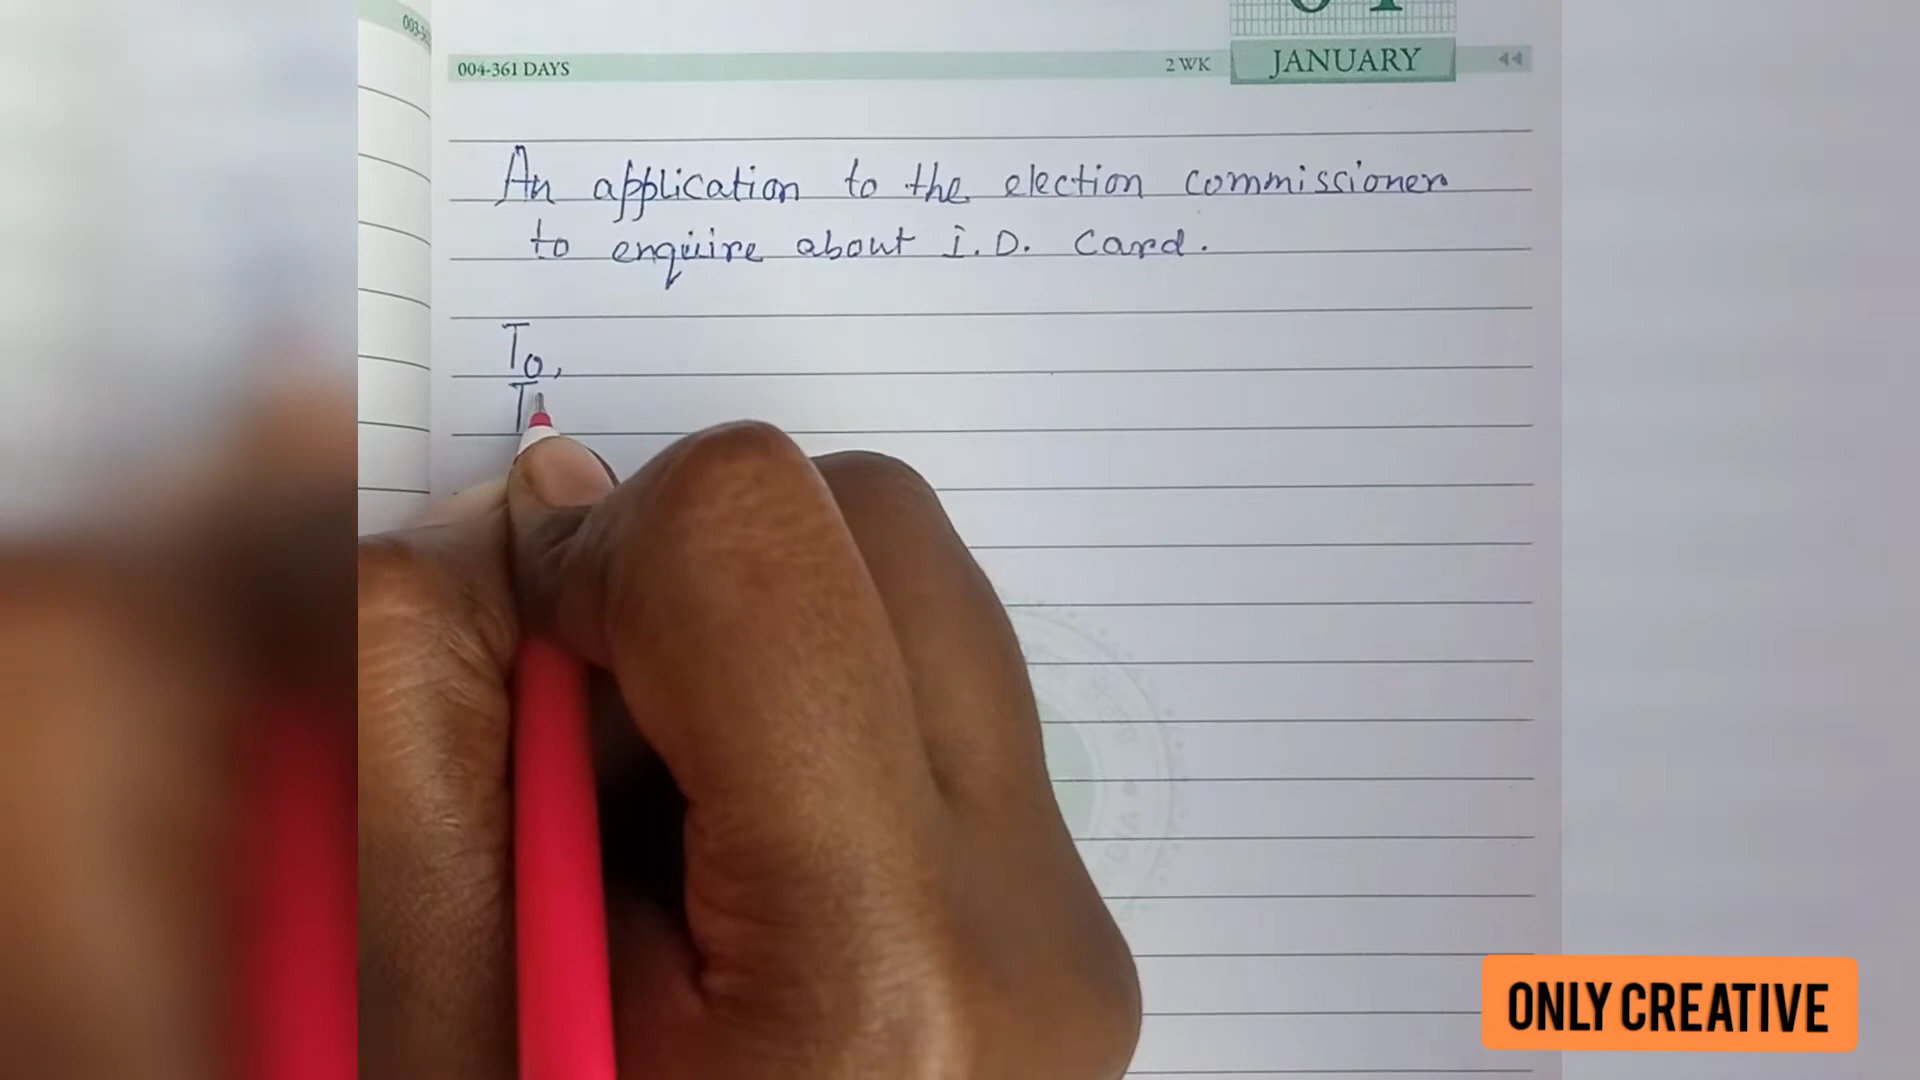 004-361 DAYS
2 WK
JANUARY
An application to the election commissioner
to enquire about I.D. Card.
To,
T
ONLY CREATIVE